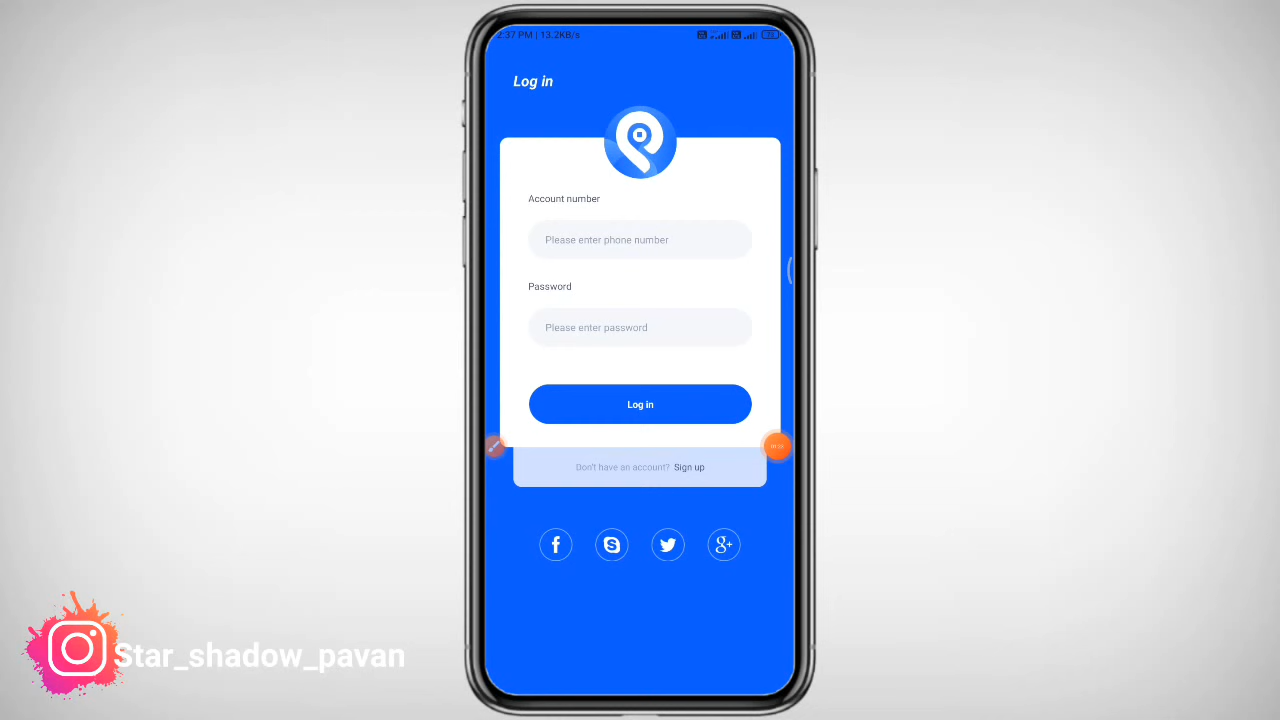 2:37 PM | 13.2KB/s
Log in
Account number
Please enter phone number
Password
Please enter password
Log in
Don't have an account? Sign up
Star_shadow_pavan